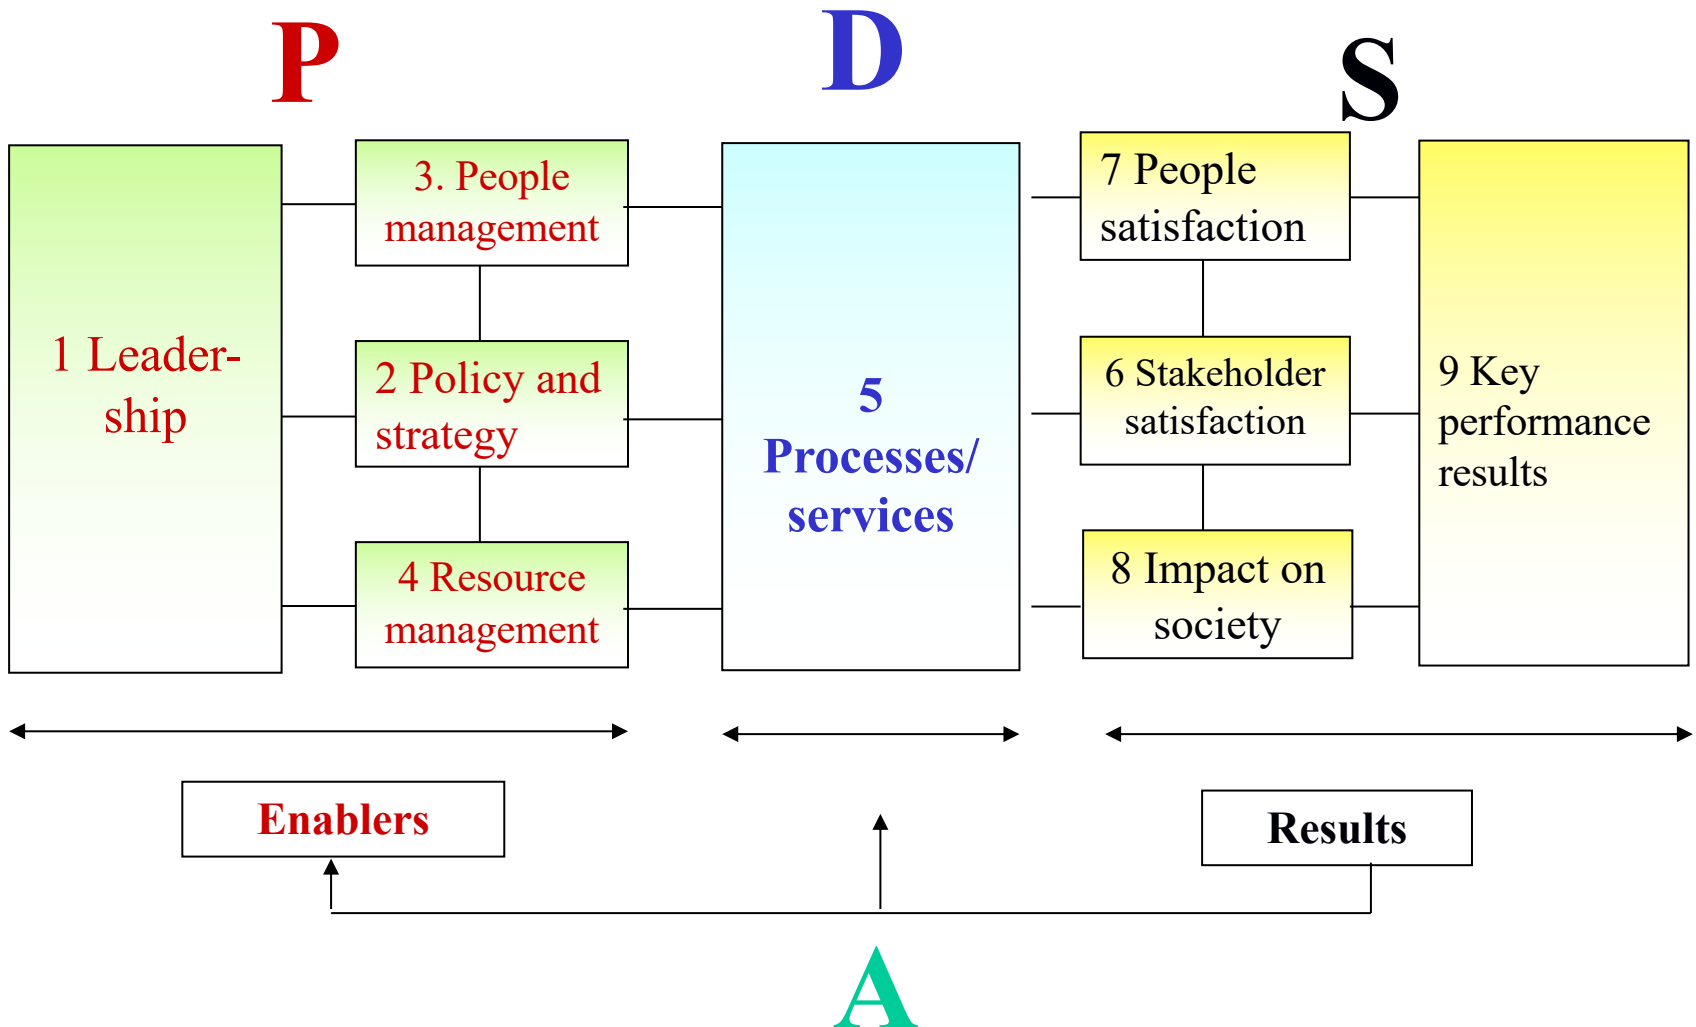 P
D
S
1 Leader-
ship
3. People
management
2 Policy and
strategy
4 Resource
management
5
Processes/
services
7 People
satisfaction
6 Stakeholder
satisfaction
8 Impact on
society
9 Key
performance
results
Enablers
Results
A